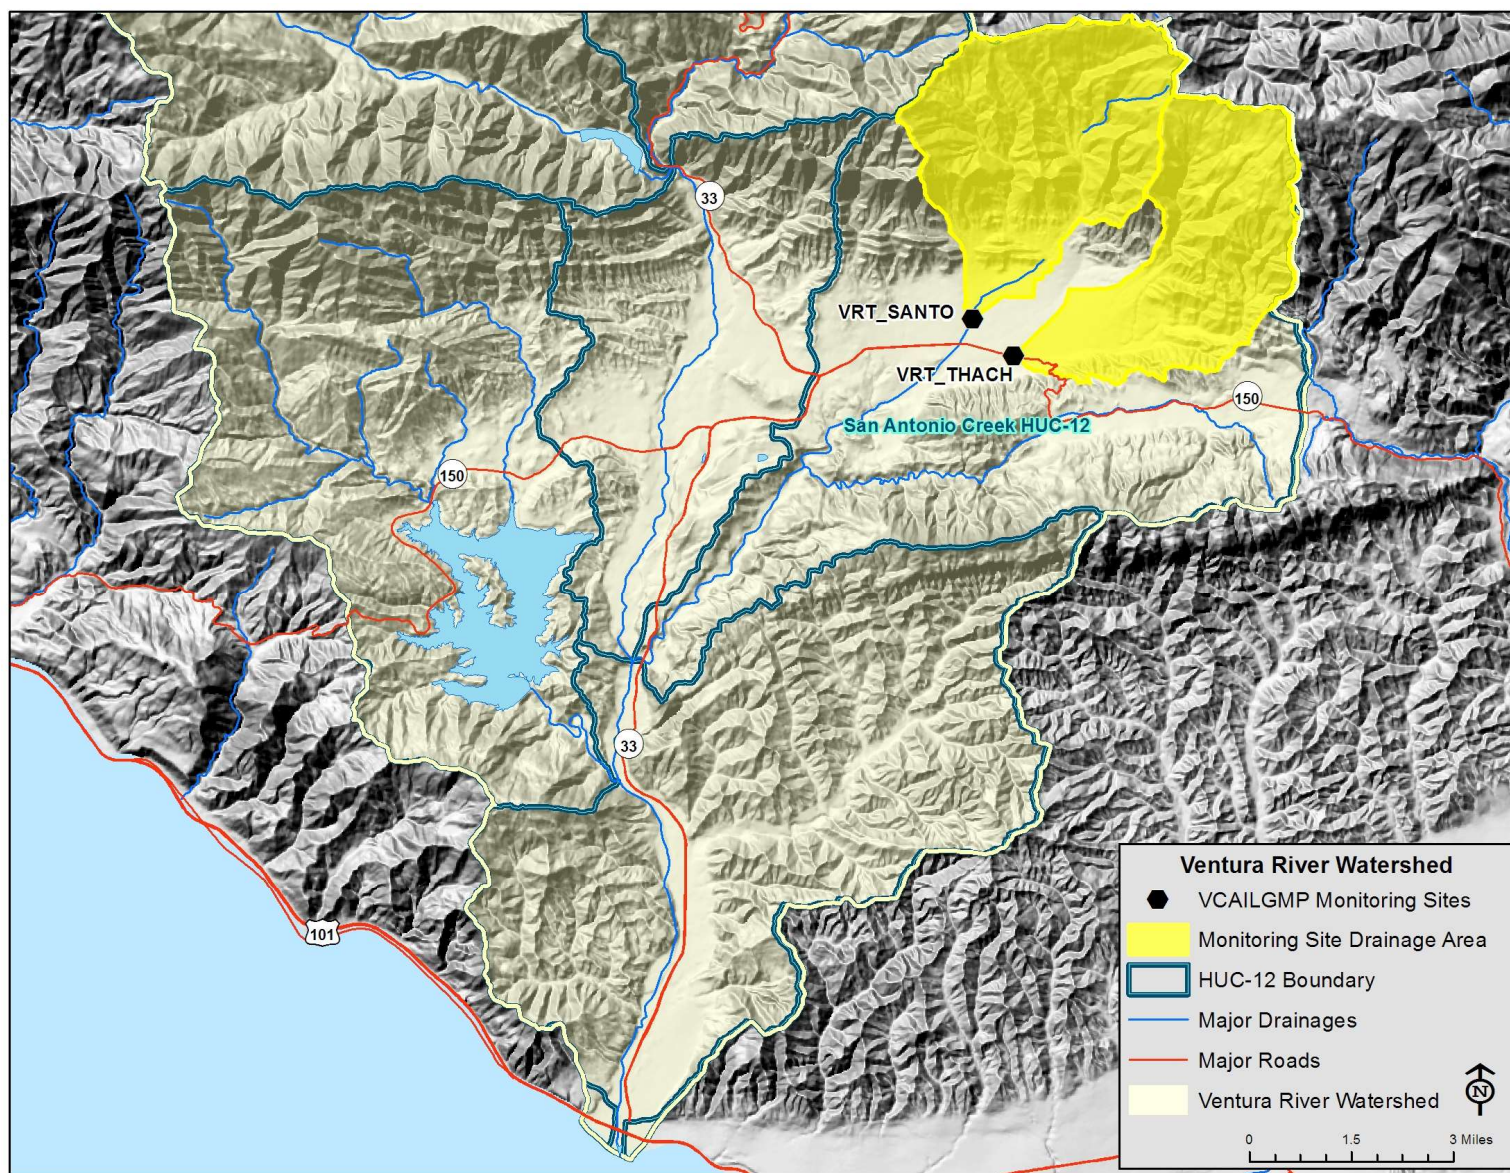 33
VRT_SANTO
VRT_THACH
150
San Antonio Creek HUC-12
150
33
101
Ventura River Watershed
VCAILGMP Monitoring Sites
Monitoring Site Drainage Area
HUC-12 Boundary
Major Drainages
Major Roads
Ventura River Watershed
N
0 1.5 3 Miles